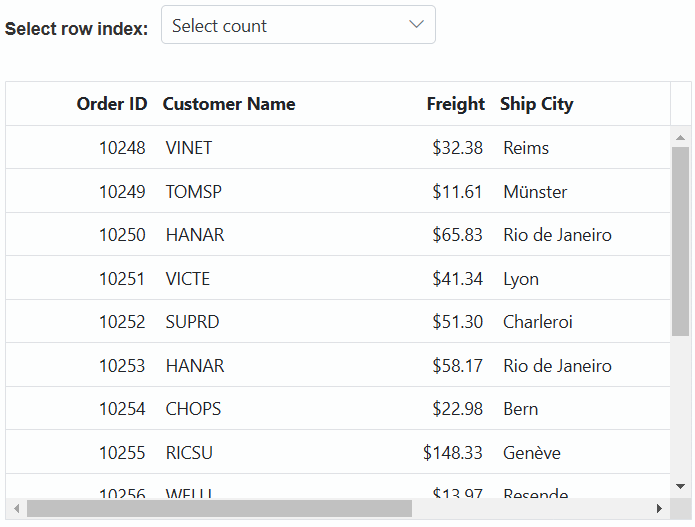 Select row index: Select count
Order ID Customer Name Freight Ship City
10248 VINET $32.38 Reims
10249 TOMSP $11.61 Münster
10250 HANAR $65.83 Rio de Janeiro
10251 VICTE $41.34 Lyon
10252 SUPRD $51.30 Charleroi
10253 HANAR $58.17 Rio de Janeiro
10254 CHOPS $22.98 Bern
10255 RICSU $148.33 Genève
10256 $13.97 Resende